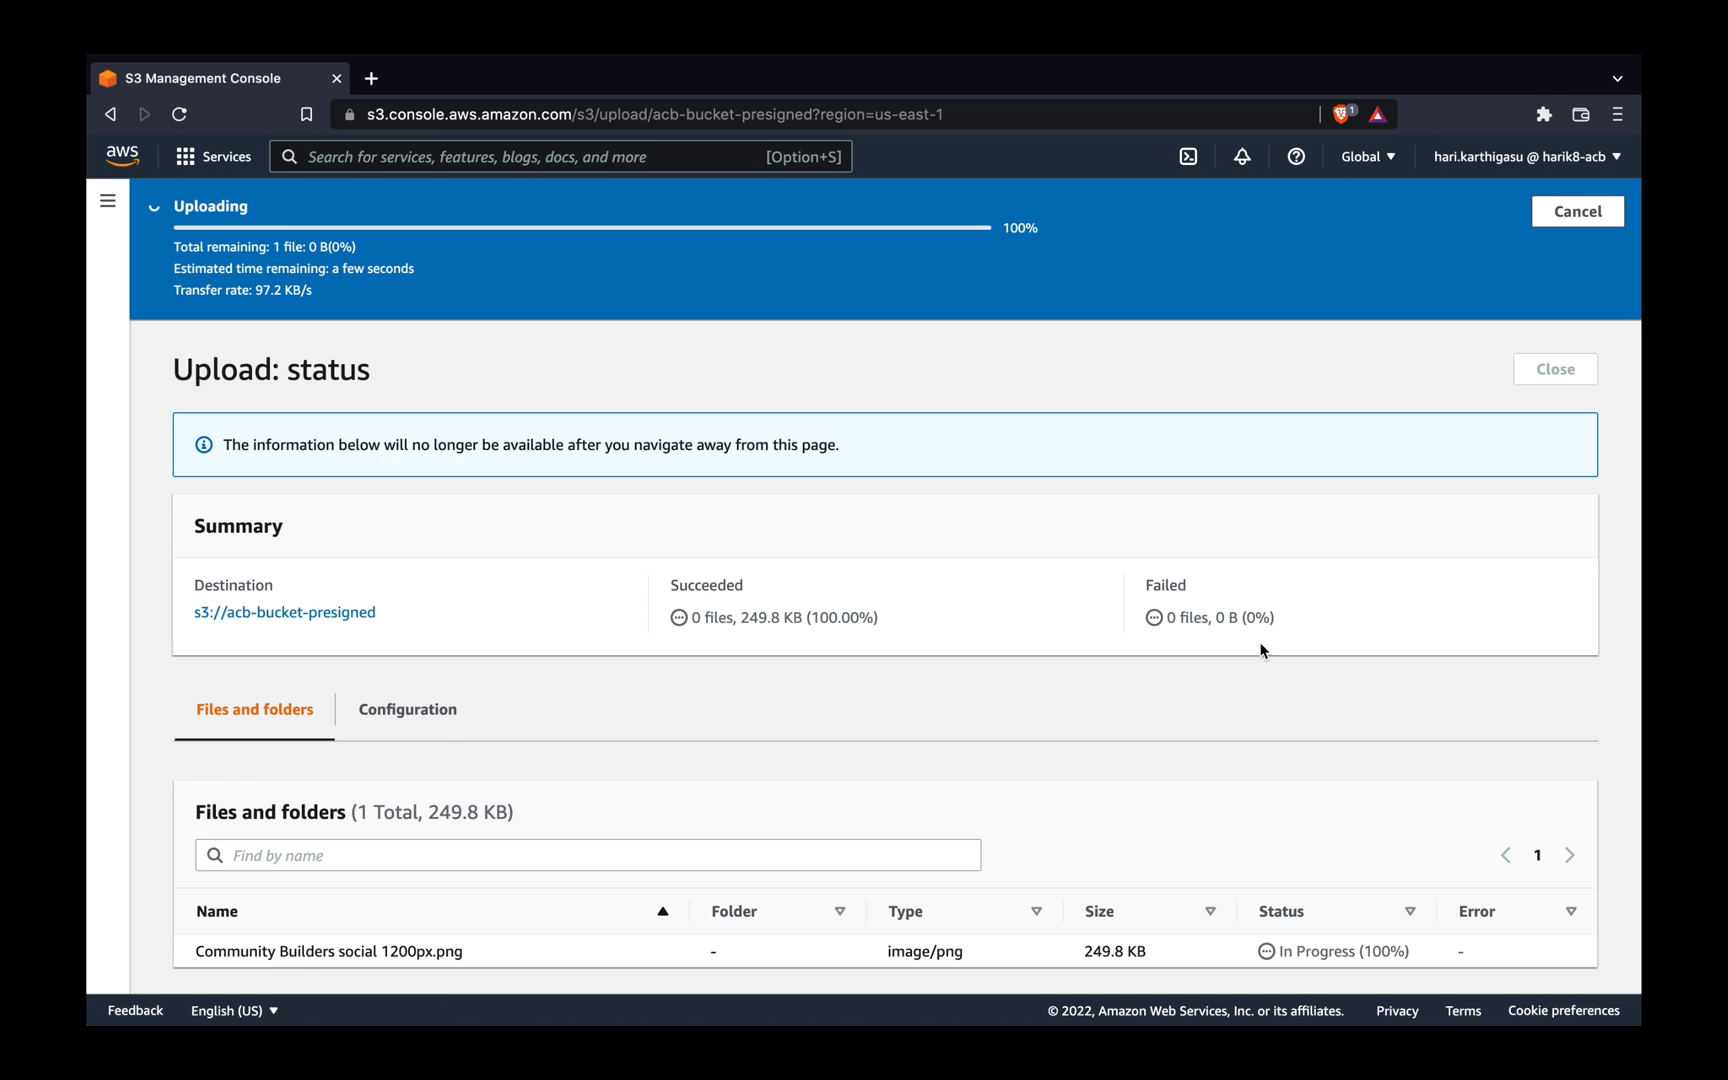 S3 Management Console
s3.console.aws.amazon.com/s3/upload/acb-bucket-presigned?region=us-east-1
1
aws
Services
Search for services, features, blogs, docs, and more
[Option+S]
Global
hari.karthigasu @ harik8-acb
Uploading
Cancel
100%
Total remaining: 1 file: 0 B(0%)
Estimated time remaining: a few seconds
Transfer rate: 97.2 KB/s
Upload: status
Close
The information below will no longer be available after you navigate away from this page.
Summary
Destination
s3://acb-bucket-presigned
Succeeded
0 files, 249.8 KB (100.00%)
Failed
0 files, 0 B (0%)
Files and folders
Configuration
Files and folders (1 Total, 249.8 KB)
Find by name
1
Name Folder Type Size Status Error
Community Builders social 1200px.png - image/png 249.8 KB In Progress (100%) -
Feedback English (US) © 2022, Amazon Web Services, Inc. or its affiliates. Privacy Terms Cookie preferences